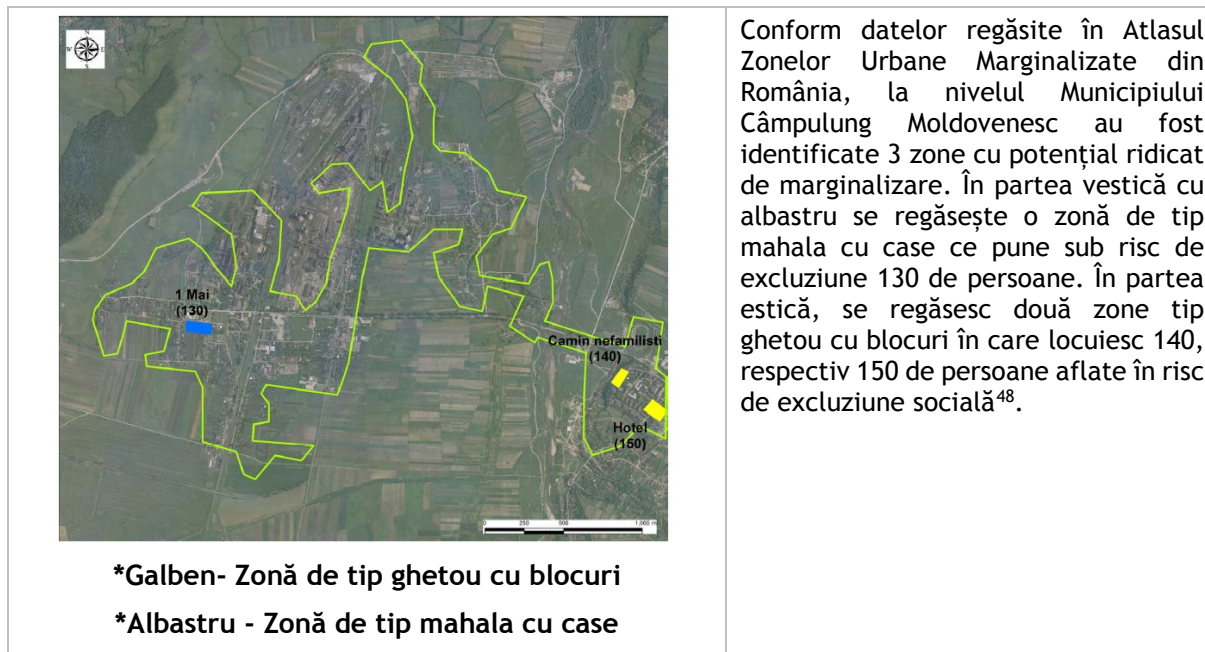 N
W E
S
1 Mai
(130)
Camin nefamilisti
(140)
Hotel
(150)
0 250 500 1,000 m
*Galben- Zonă de tip ghetou cu blocuri
*Albastru - Zonă de tip mahala cu case
Conform datelor regăsite în Atlasul
Zonelor Urbane Marginalizate din
România, la nivelul Municipiului
Câmpulung Moldovenesc au fost
identificate 3 zone cu potențial ridicat
de marginalizare. În partea vestică cu
albastru se regăsește o zonă de tip
mahala cu case ce pune sub risc de
excluziune 130 de persoane. În partea
estică, se regăsesc două zone tip
ghetou cu blocuri în care locuiesc 140,
respectiv 150 de persoane aflate în risc
de excluziune socială⁴⁸.